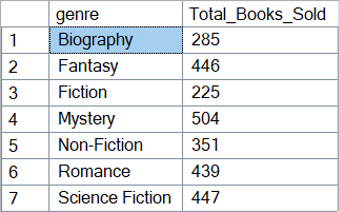 genre Total_Books_Sold
1 Biography 285
2 Fantasy 446
3 Fiction 225
4 Mystery 504
5 Non-Fiction 351
6 Romance 439
7 Science Fiction 447